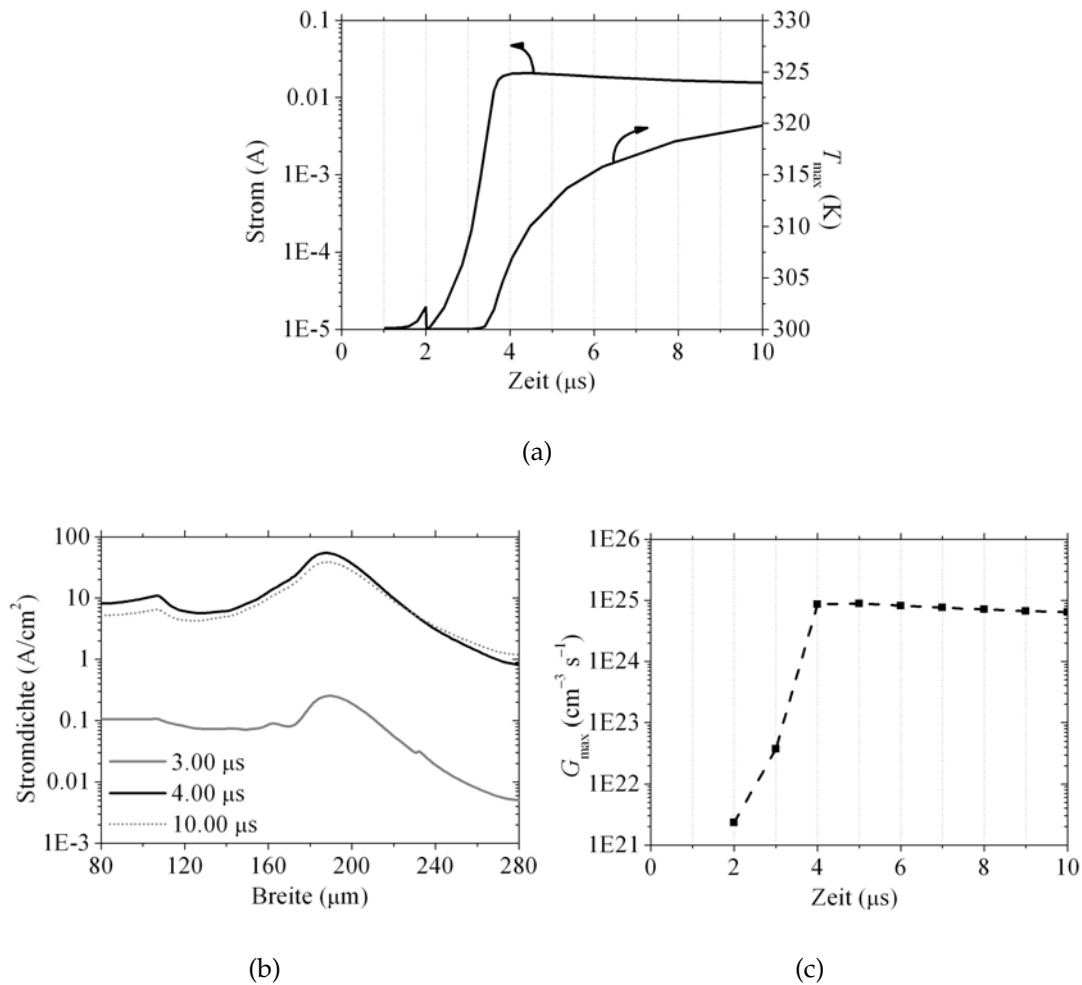 0.1
0.01
1E-3
1E-4
1E-5
Strom (A)
330
325
320
315
310
305
300
T_max (K)
0 2 4 6 8 10
Zeit (μs)
(a)
100
10
1
0.1
0.01
1E-3
Stromdichte (A/cm²)
3.00 μs
4.00 μs
10.00 μs
80 120 160 200 240 280
Breite (μm)
(b)
1E26
1E25
1E24
1E23
1E22
1E21
G_max (cm⁻³ s⁻¹)
0 2 4 6 8 10
Zeit (μs)
(c)